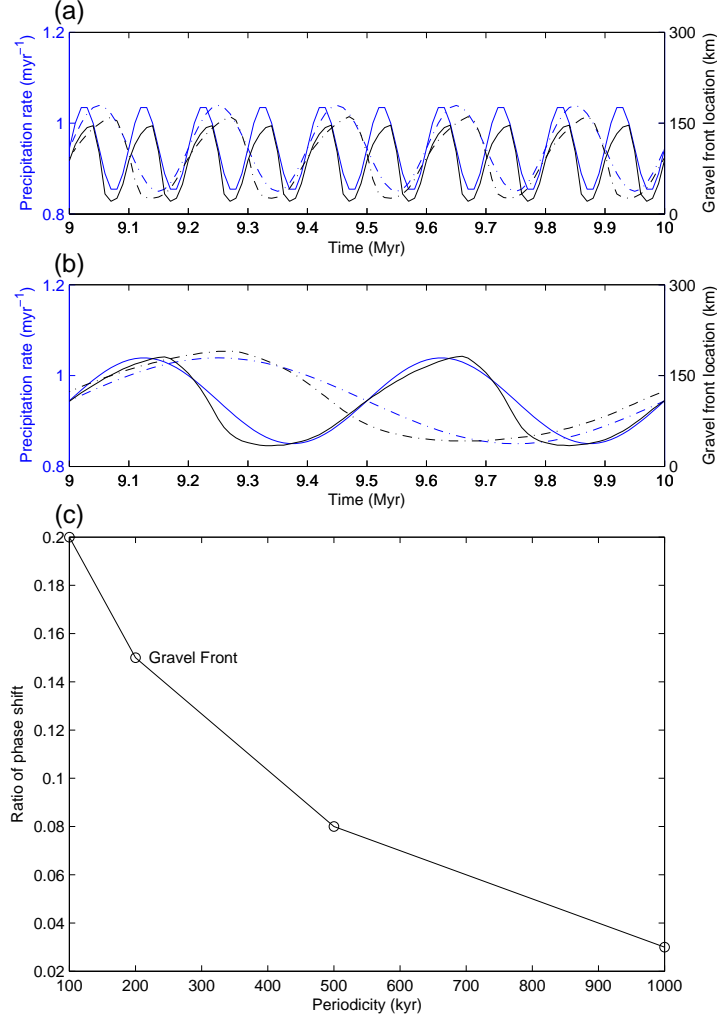 (a)
1.2
1
0.8
Precipitation rate (myr−1)
300
150
0
Gravel front location (km)
9 9.1 9.2 9.3 9.4 9.5 9.6 9.7 9.8 9.9 10
Time (Myr)
(b)
1.2
1
0.8
Precipitation rate (myr−1)
300
150
0
Gravel front location (km)
9 9.1 9.2 9.3 9.4 9.5 9.6 9.7 9.8 9.9 10
Time (Myr)
(c)
0.2
0.18
0.16
0.14
0.12
0.1
0.08
0.06
0.04
0.02
Ratio of phase shift
Gravel Front
100 200 300 400 500 600 700 800 900 1000
Periodicity (kyr)